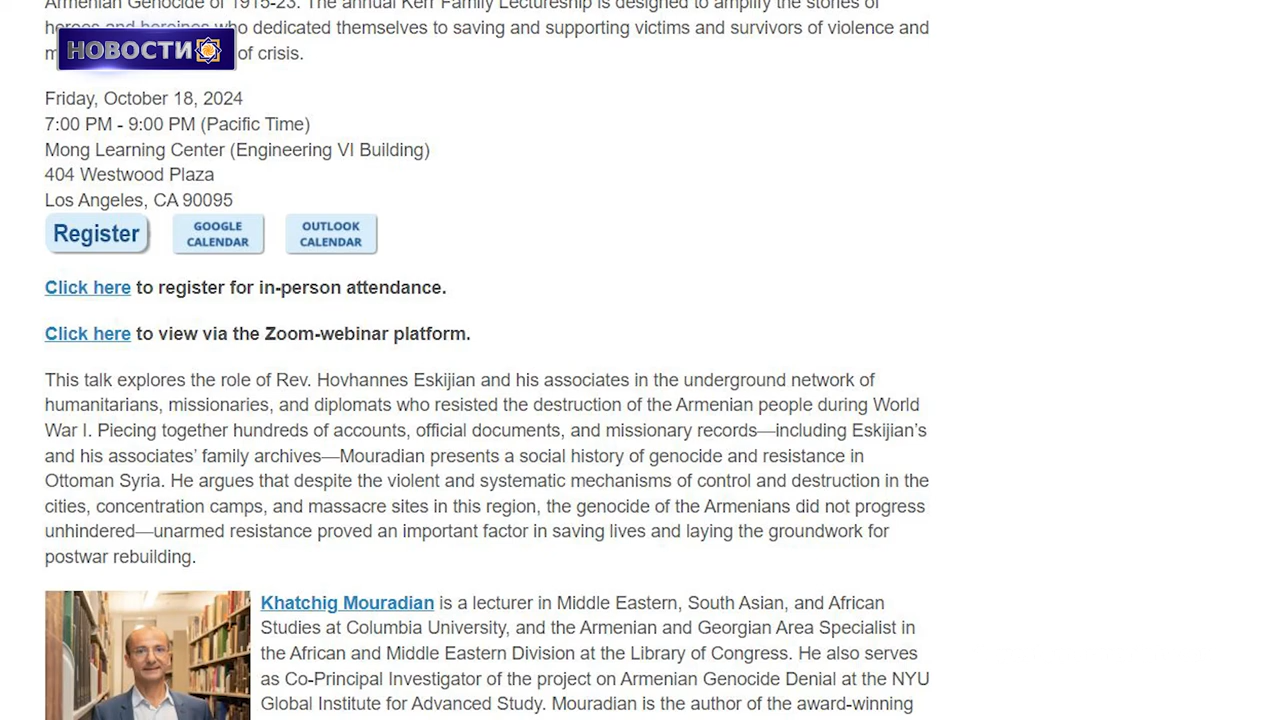 Armenian Genocide of 1915-23. The annual Kerr Family Lectureship is designed to amplify the stories of
heroes and heroines who dedicated themselves to saving and supporting victims and survivors of violence and
НОВОСТИ
of crisis.
Friday, October 18, 2024
7:00 PM - 9:00 PM (Pacific Time)
Mong Learning Center (Engineering VI Building)
404 Westwood Plaza
Los Angeles, CA 90095
Register
GOOGLE
CALENDAR
OUTLOOK
CALENDAR
Click here to register for in-person attendance.
Click here to view via the Zoom-webinar platform.
This talk explores the role of Rev. Hovhannes Eskijian and his associates in the underground network of
humanitarians, missionaries, and diplomats who resisted the destruction of the Armenian people during World
War I. Piecing together hundreds of accounts, official documents, and missionary records—including Eskijian's
and his associates' family archives—Mouradian presents a social history of genocide and resistance in
Ottoman Syria. He argues that despite the violent and systematic mechanisms of control and destruction in the
cities, concentration camps, and massacre sites in this region, the genocide of the Armenians did not progress
unhindered—unarmed resistance proved an important factor in saving lives and laying the groundwork for
postwar rebuilding.
Khatchig Mouradian is a lecturer in Middle Eastern, South Asian, and African
Studies at Columbia University, and the Armenian and Georgian Area Specialist in
the African and Middle Eastern Division at the Library of Congress. He also serves
as Co-Principal Investigator of the project on Armenian Genocide Denial at the NYU
Global Institute for Advanced Study. Mouradian is the author of the award-winning